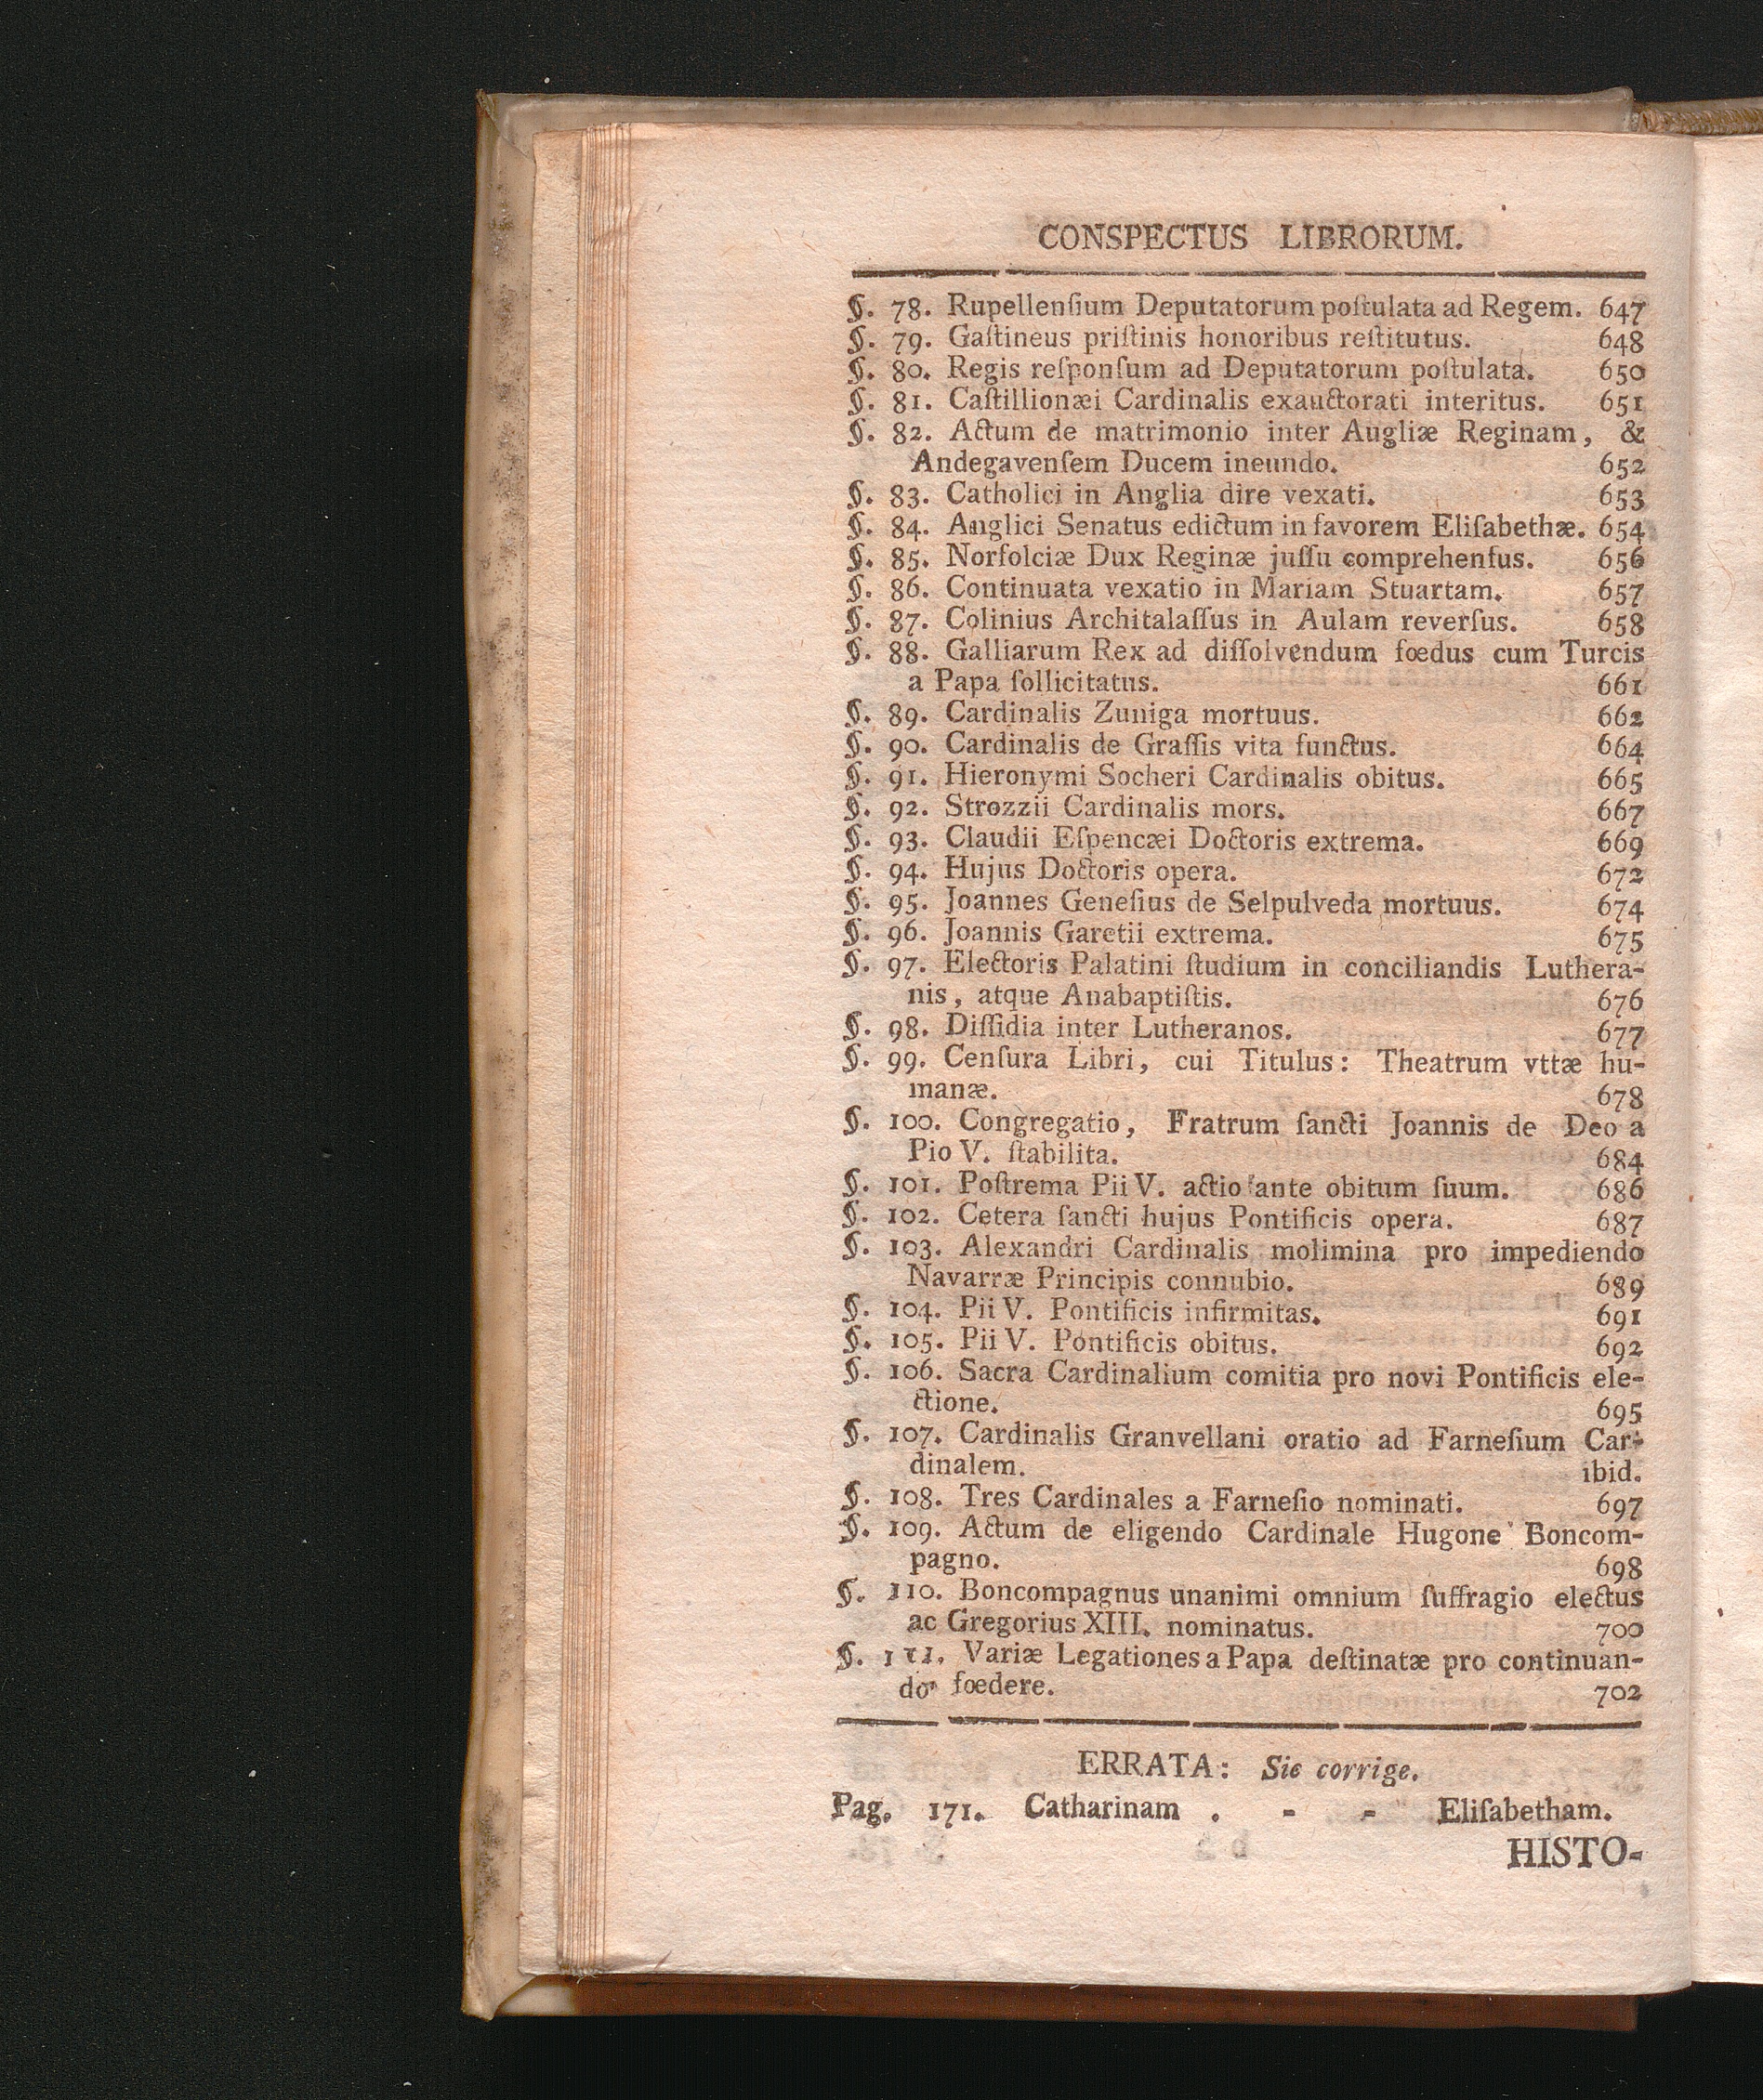 CONSPECTUS LIBRORUM.
§. 78. Rupellenſium Deputatorum poſtulata ad Regem. 647
§. 79. Gaſtineus priſtinis honoribus reſtitutus. 648
§. 80. Regis reſponſum ad Deputatorum poſtulata. 650
§. 81. Caſtillionæi Cardinalis exauctorati interitus. 651
§. 82. Actum de matrimonio inter Augliæ Reginam, &
Andegavenſem Ducem ineundo. 652
§. 83. Catholici in Anglia dire vexati. 653
§. 84. Anglici Senatus edictum in favorem Eliſabethæ. 654
§. 85. Norfolciæ Dux Reginæ juſſu comprehenſus. 656
§. 86. Continuata vexatio in Mariam Stuartam. 657
§. 87. Colinius Architalaſſus in Aulam reverſus. 658
§. 88. Galliarum Rex ad diſſolvendum fœdus cum Turcis
a Papa ſollicitatus. 661
§. 89. Cardinalis Zuniga mortuus. 662
§. 90. Cardinalis de Graſſis vita functus. 664
§. 91. Hieronymi Socheri Cardinalis obitus. 665
§. 92. Strozzii Cardinalis mors. 667
§. 93. Claudii Eſpencæi Doctoris extrema. 669
§. 94. Hujus Doctoris opera. 672
§. 95. Joannes Geneſius de Selpulveda mortuus. 674
§. 96. Joannis Garetii extrema. 675
§. 97. Electoris Palatini ſtudium in conciliandis Luthera-
nis, atque Anabaptiſtis. 676
§. 98. Diſſidia inter Lutheranos. 677
§. 99. Cenſura Libri, cui Titulus: Theatrum vttæ hu-
manæ. 678
§. 100. Congregatio, Fratrum ſancti Joannis de Deo a
Pio V. ſtabilita. 684
§. 101. Poſtrema Pii V. actio ante obitum ſuum. 686
§. 102. Cetera ſancti hujus Pontificis opera. 687
§. 103. Alexandri Cardinalis molimina pro impediendo
Navarræ Principis connubio. 689
§. 104. Pii V. Pontificis infirmitas. 691
§. 105. Pii V. Pontificis obitus. 692
§. 106. Sacra Cardinalium comitia pro novi Pontificis ele-
ctione. 695
§. 107. Cardinalis Granvellani oratio ad Farneſium Car-
dinalem. ibid.
§. 108. Tres Cardinales a Farneſio nominati. 697
§. 109. Actum de eligendo Cardinale Hugone Boncom-
pagno. 698
§. 110. Boncompagnus unanimi omnium ſuffragio electus
ac Gregorius XIII. nominatus. 700
§. 111. Variæ Legationes a Papa deſtinatæ pro continuan-
do fœdere. 702
ERRATA: Sic corrige.
Pag. 171. Catharinam . - - Eliſabetham.
HISTO-